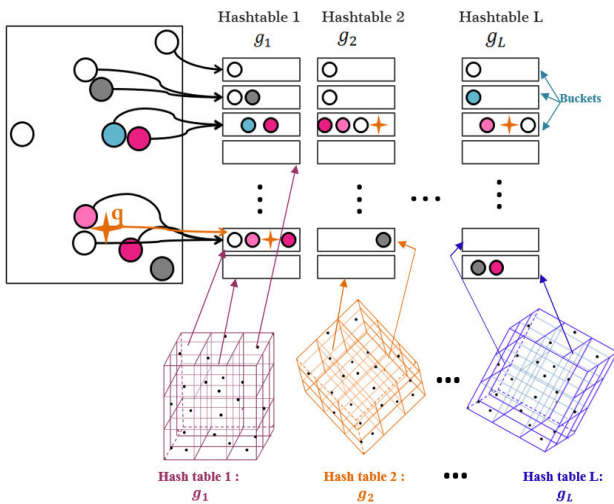 Hashtable 1 Hashtable 2 Hashtable L
g1 g2 gL
Buckets
q
Hash table 1 : Hash table 2 : Hash table L:
g1 g2 gL